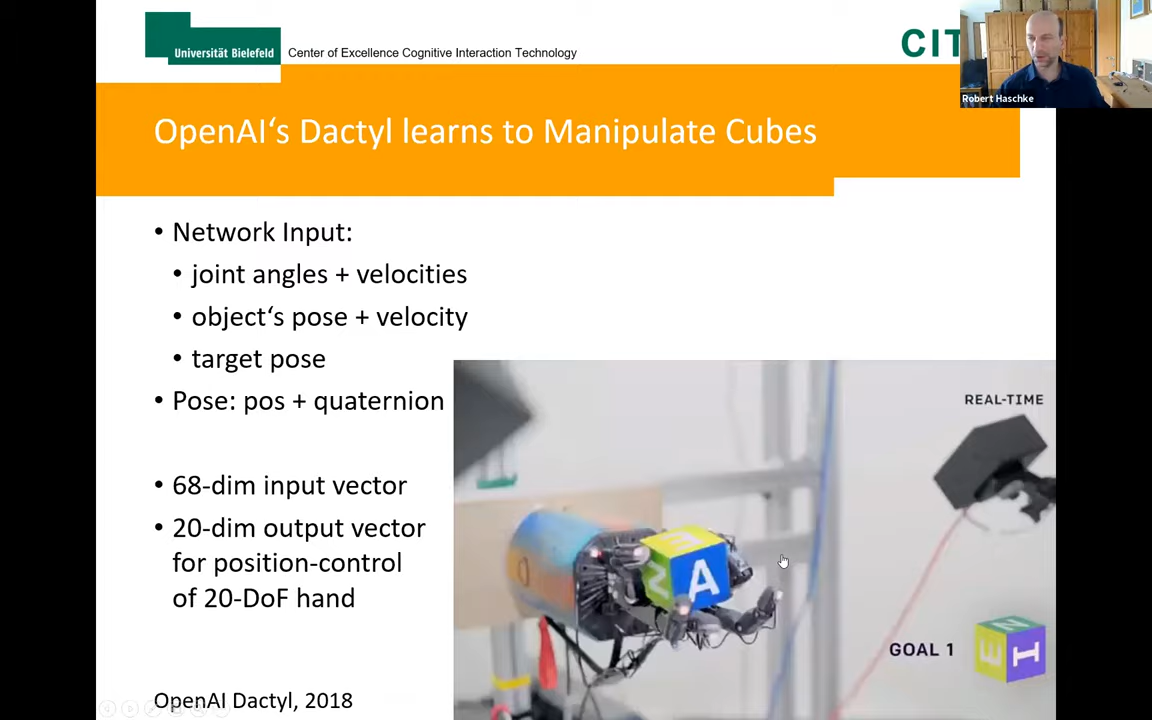 Universität Bielefeld
Center of Excellence Cognitive Interaction Technology
CIT
Robert Haschke
OpenAI‘s Dactyl learns to Manipulate Cubes
• Network Input:
• joint angles + velocities
• object‘s pose + velocity
• target pose
• Pose: pos + quaternion
REAL-TIME
• 68-dim input vector
• 20-dim output vector
for position-control
of 20-DoF hand
E
N
A
GOAL 1
N
E
H
OpenAI Dactyl, 2018